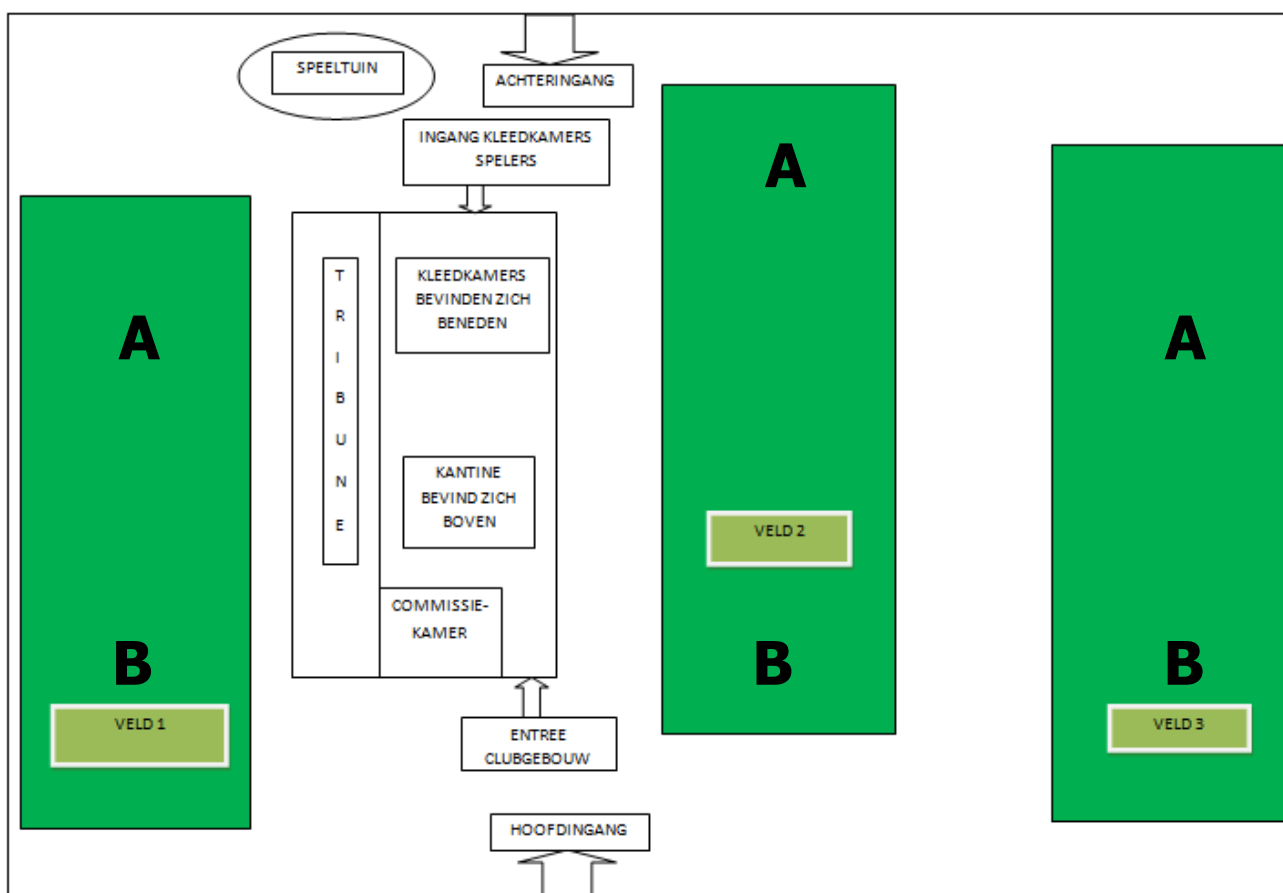 SPEELTUIN
ACHTERINGANG
INGANG KLEEDKAMERS
SPELERS
A
A
A
T
R
I
B
U
N
E
KLEEDKAMERS
BEVINDEN ZICH
BENEDEN
KANTINE
BEVIND ZICH
BOVEN
VELD 2
COMMISSIE-
KAMER
B
B
B
VELD 1
VELD 3
ENTREE
CLUBGEBOUW
HOOFDINGANG